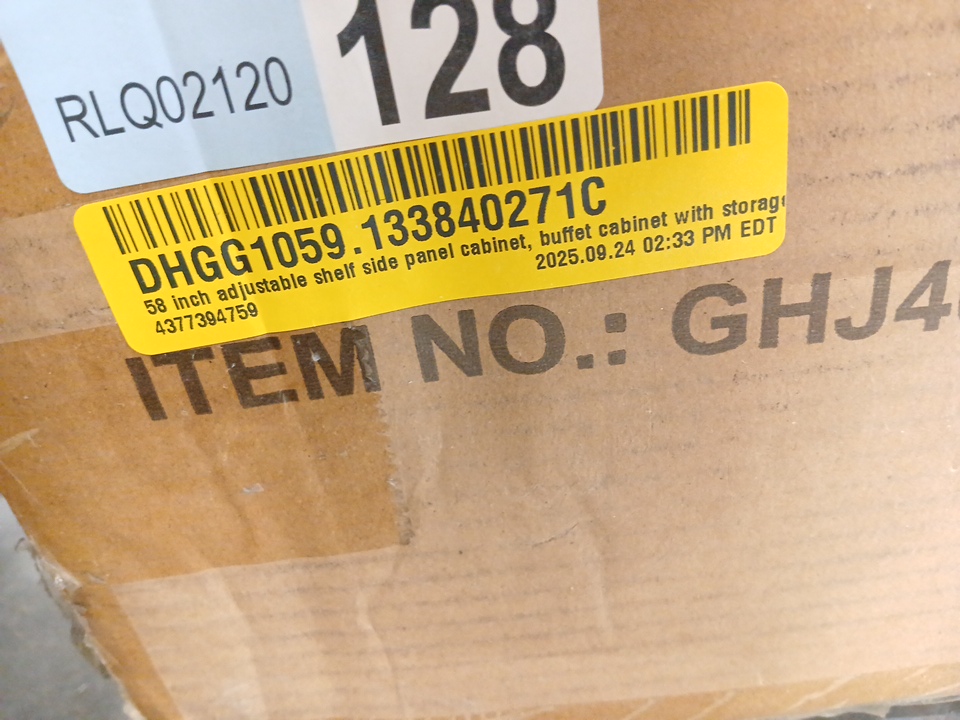 128
RLQ02120
DHGG1059.133840271C
58 inch adjustable shelf side panel cabinet, buffet cabinet with storag
4377394759
2025.09.24 02:33 PM EDT
ITEM NO.: GHJ4